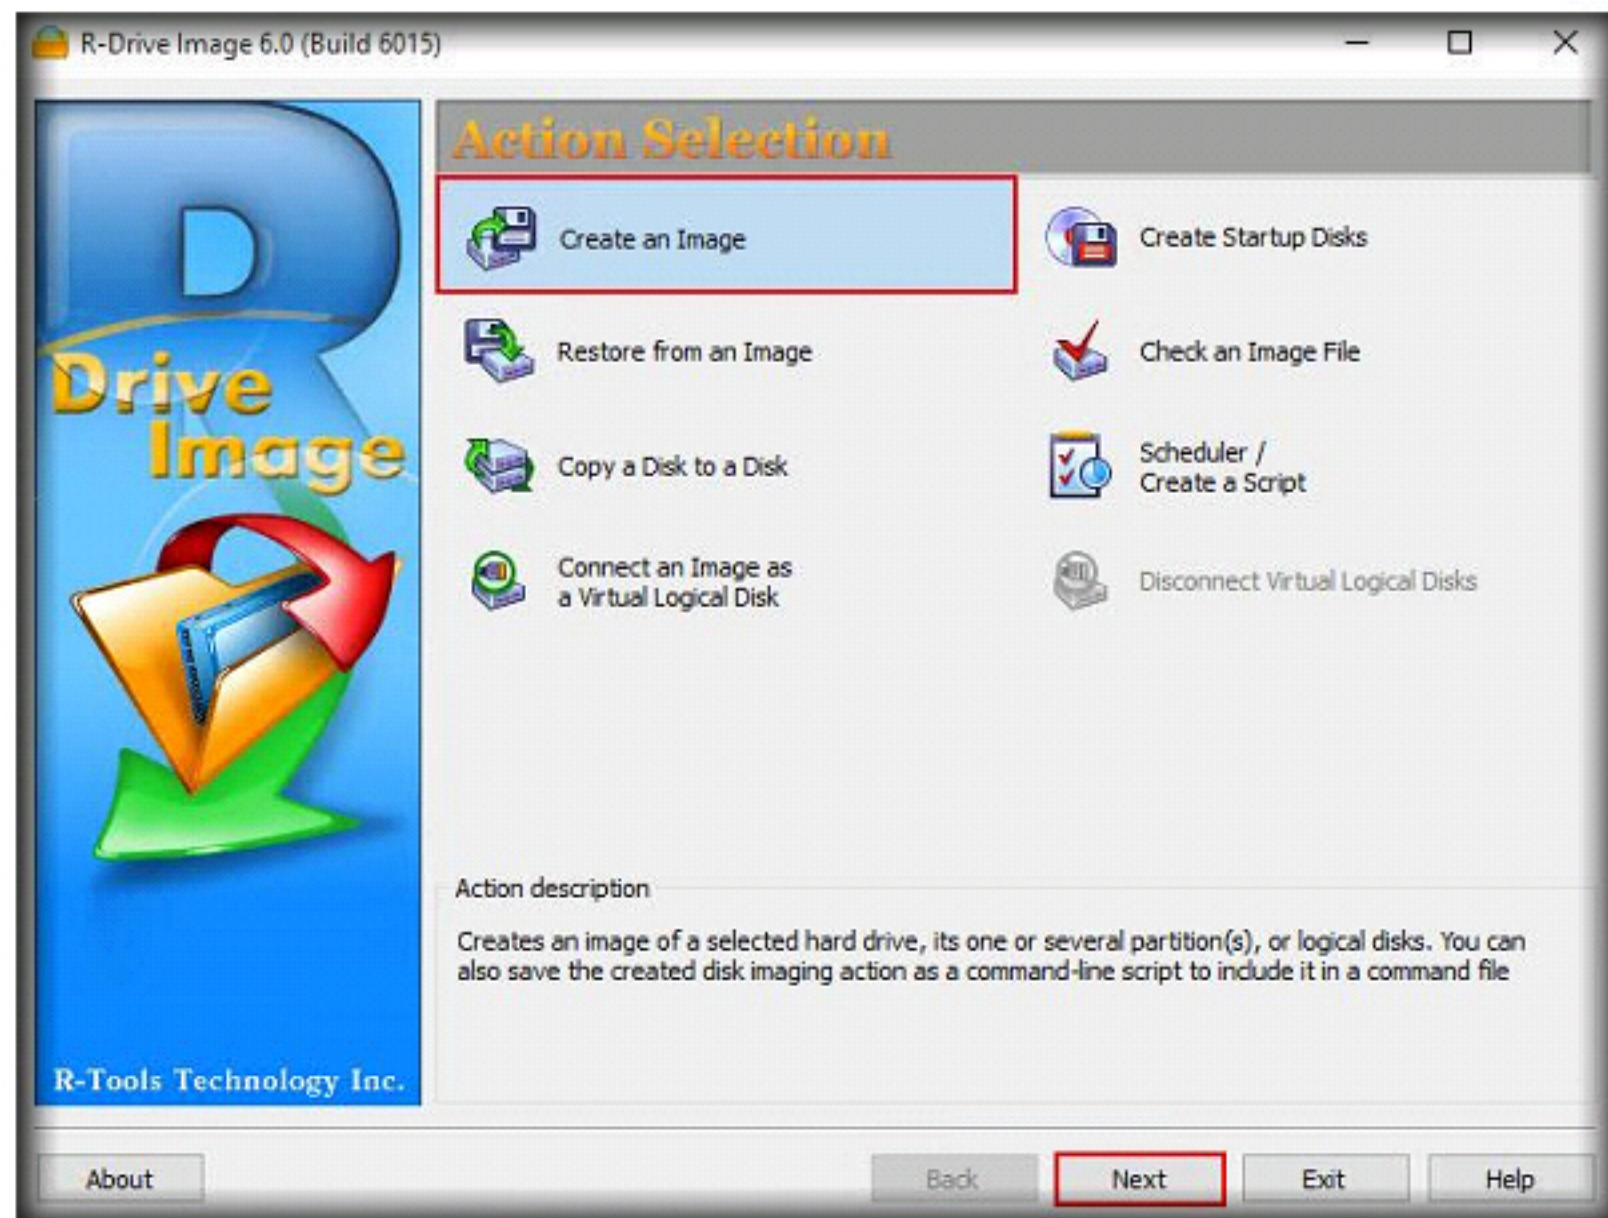 R-Drive Image 6.0 (Build 6015)
R
Drive
Image
R-Tools Technology Inc.
Action Selection
Create an Image
Create Startup Disks
Restore from an Image
Check an Image File
Copy a Disk to a Disk
Scheduler /
Create a Script
Connect an Image as
a Virtual Logical Disk
Disconnect Virtual Logical Disks
Action description
Creates an image of a selected hard drive, its one or several partition(s), or logical disks. You can
also save the created disk imaging action as a command-line script to include it in a command file
About
Back
Next
Exit
Help